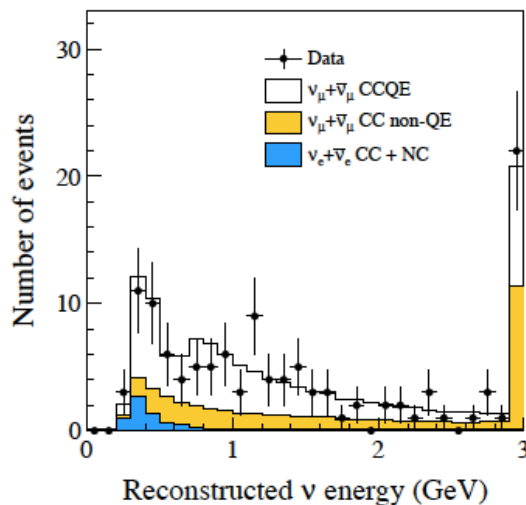 30
20
10
0
Number of events
Data
νμ+ν̅μ CCQE
νμ+ν̅μ CC non-QE
νe+ν̅e CC + NC
0 1 2 3
Reconstructed ν energy (GeV)